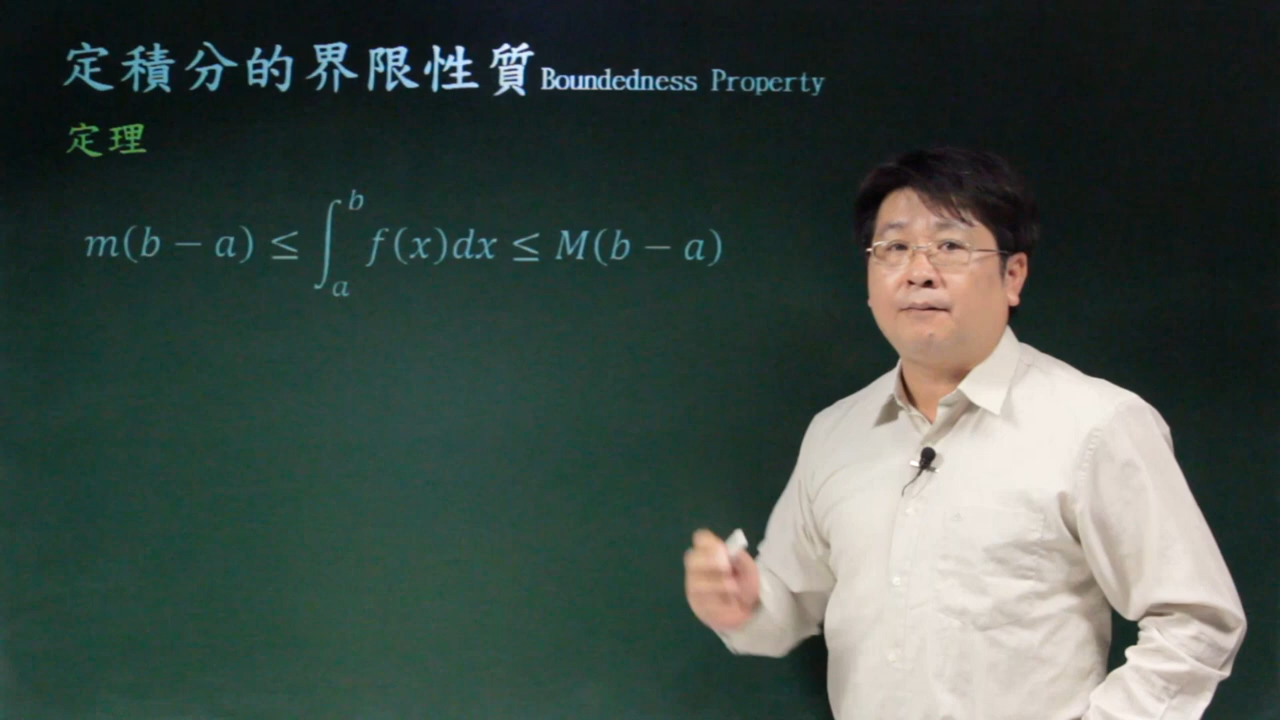 定積分的界限性質 Boundedness Property
定理
m(b − a) ≤ ∫_a^b f(x)dx ≤ M(b − a)